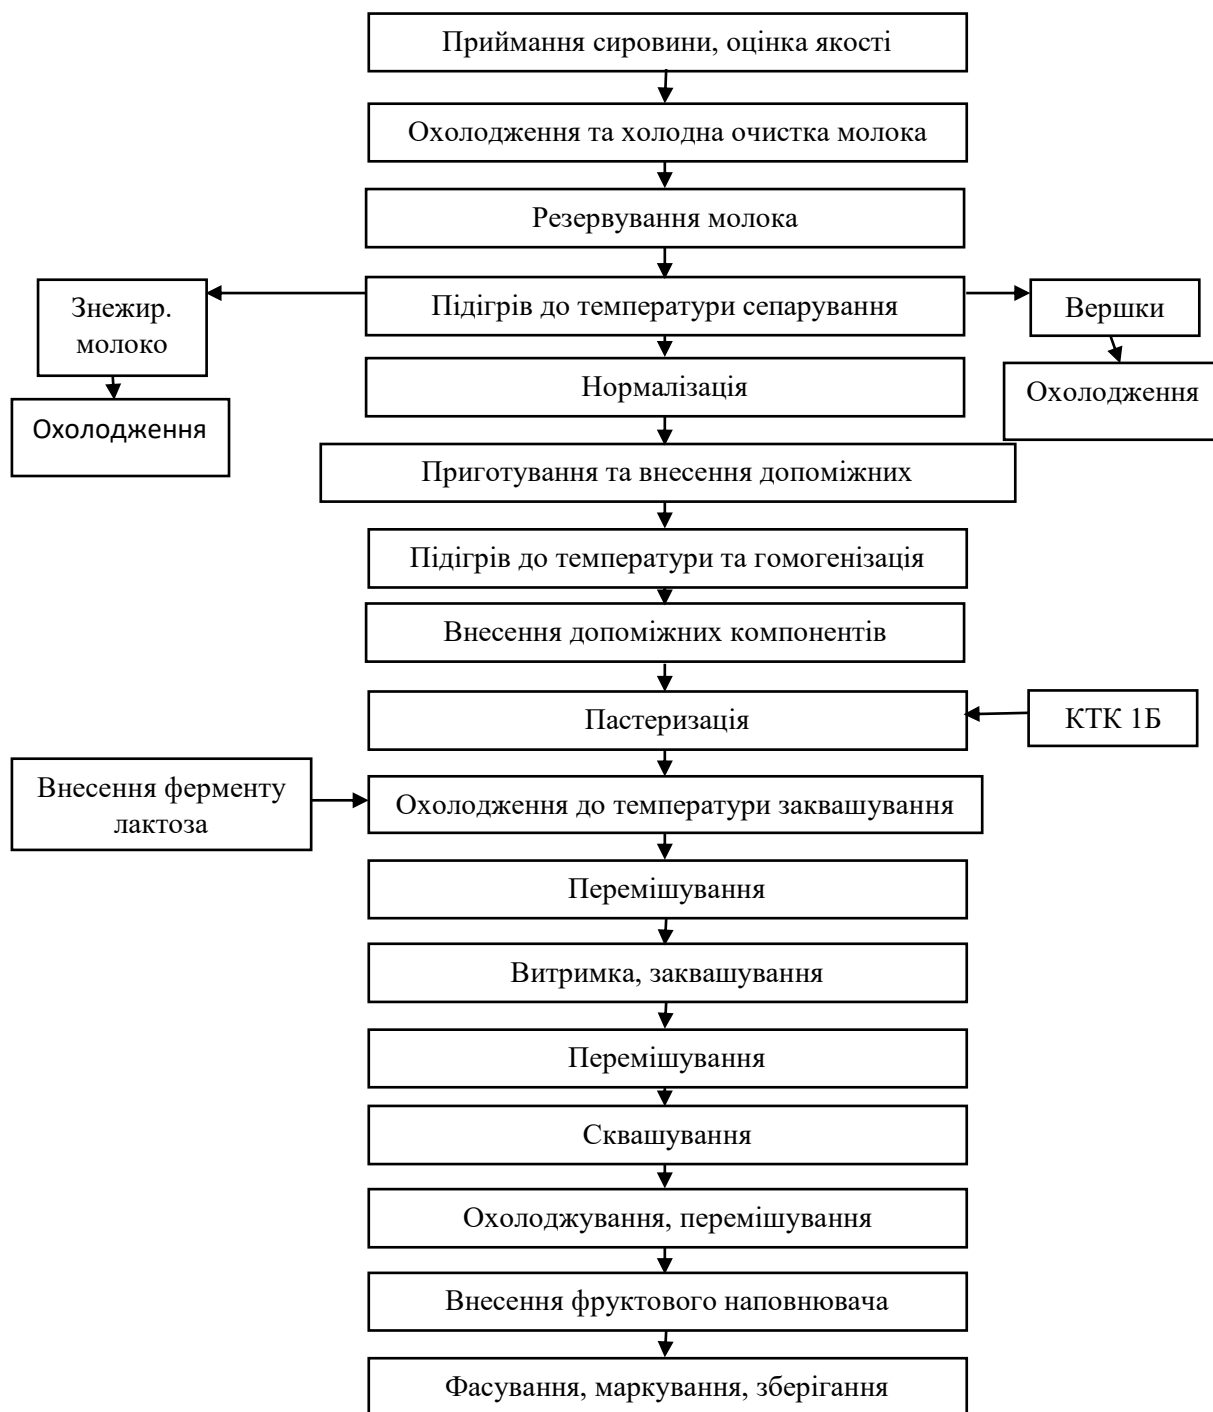 Приймання сировини, оцінка якості
Охолодження та холодна очистка молока
Резервування молока
Знежир.
молоко
Підігрів до температури сепарування
Вершки
Охолодження
Нормалізація
Охолодження
Приготування та внесення допоміжних
Підігрів до температури та гомогенізація
Внесення допоміжних компонентів
Пастеризація
КТК 1Б
Внесення ферменту
лактоза
Охолодження до температури заквашування
Перемішування
Витримка, заквашування
Перемішування
Сквашування
Охолоджування, перемішування
Внесення фруктового наповнювача
Фасування, маркування, зберігання